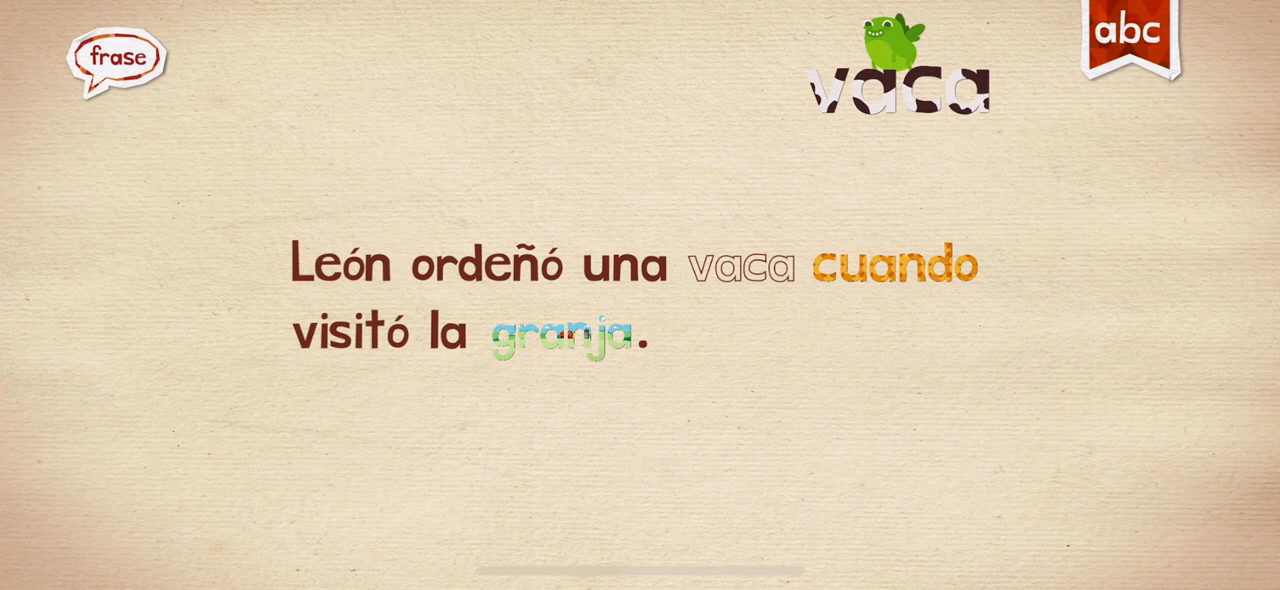 frase
vaca
abc
León ordeñó una vaca cuando
visitó la granja.